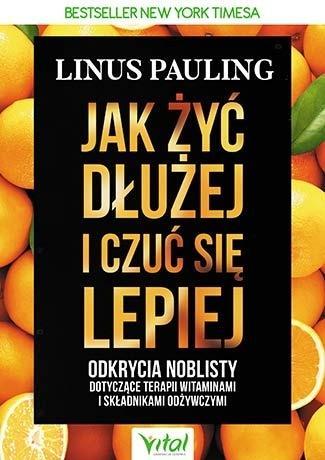 BESTSELLER NEW YORK TIMESA
LINUS PAULING
JAK ŻYĆ
DŁUŻEJ
I CZUĆ SIĘ
LEPIEJ
ODKRYCIA NOBLISTY
DOTYCZĄCE TERAPII WITAMINAMI
I SKŁADNIKAMI ODŻYWCZYMI
vital